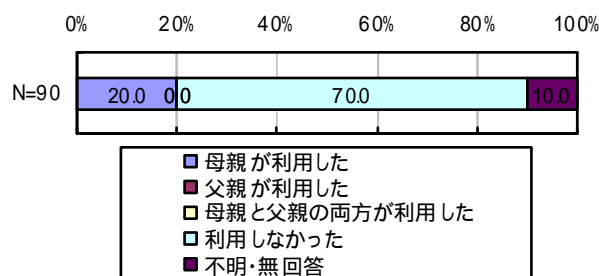 0% 20% 40% 60% 80% 100%
N=90 20.0 0.0 70.0 10.0
母親が利用した
父親が利用した
母親と父親の両方が利用した
利用しなかった
不明・無回答